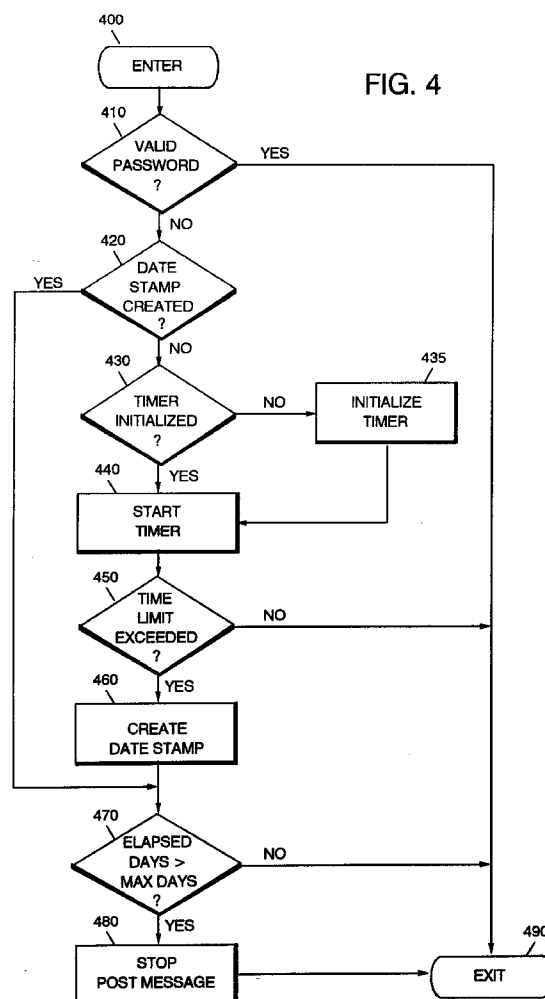 400
ENTER
FIG. 4
410
VALID
PASSWORD
?
YES
NO
420
DATE
STAMP
CREATED
?
YES
NO
430
TIMER
INITIALIZED
?
NO
435
INITIALIZE
TIMER
YES
440
START
TIMER
450
TIME
LIMIT
EXCEEDED
?
NO
YES
460
CREATE
DATE STAMP
470
ELAPSED
DAYS >
MAX DAYS
?
NO
YES
480
STOP
POST MESSAGE
490
EXIT